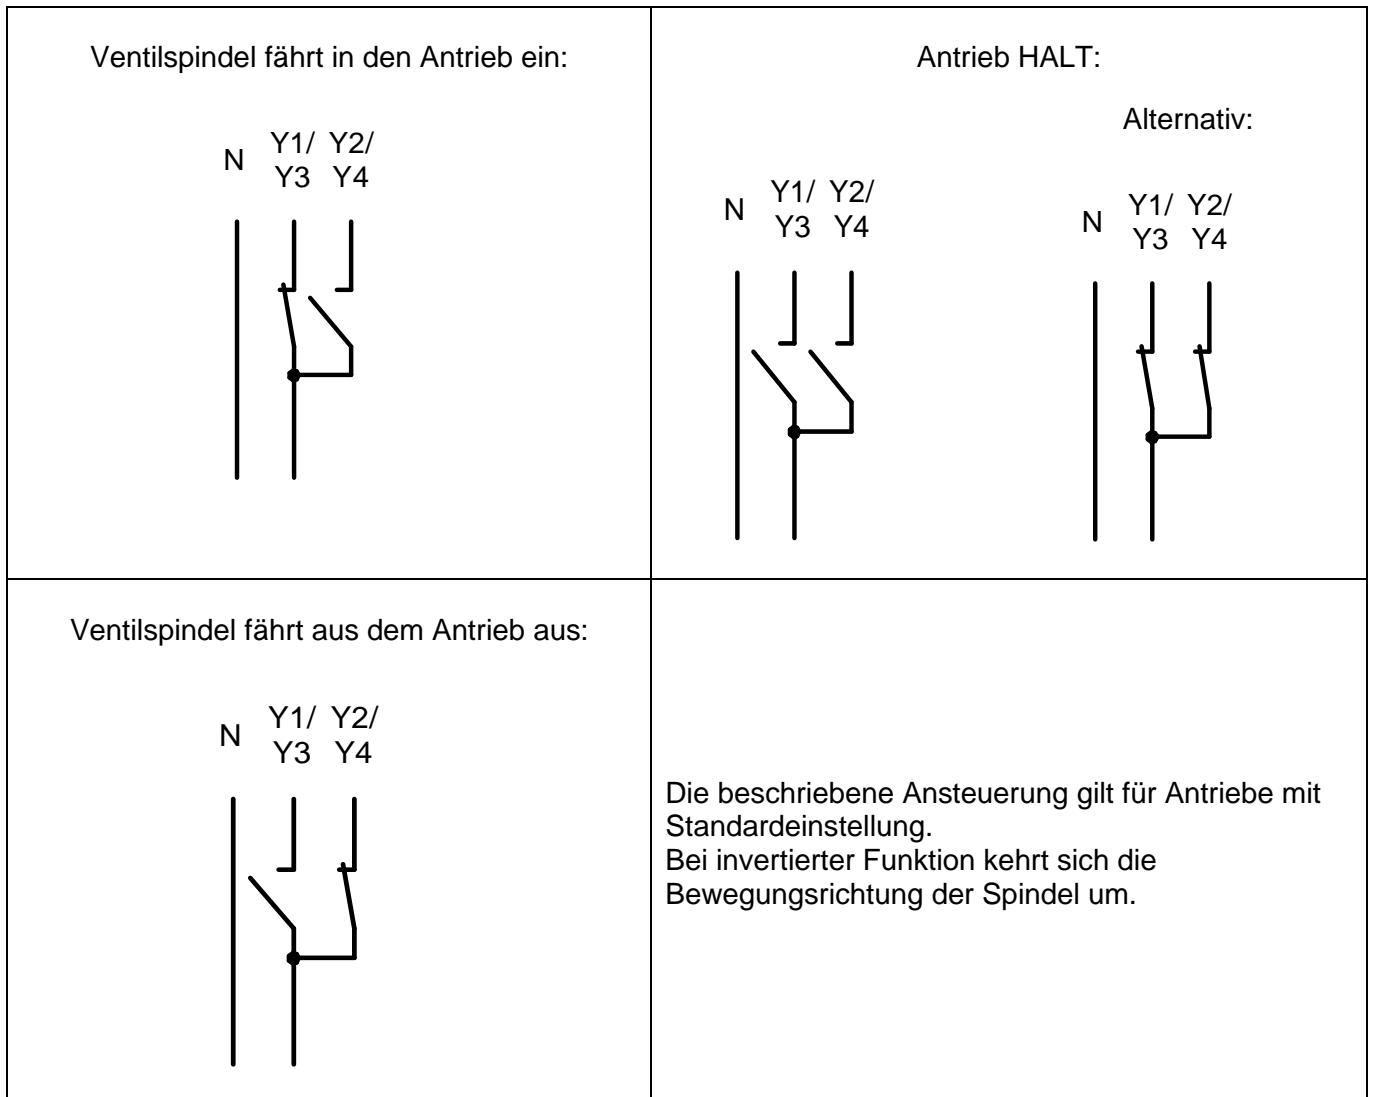 Ventilspindel fährt in den Antrieb ein:
N Y1/ Y2/
Y3 Y4
Antrieb HALT:
Alternativ:
N Y1/ Y2/
Y3 Y4
N Y1/ Y2/
Y3 Y4
Ventilspindel fährt aus dem Antrieb aus:
N Y1/ Y2/
Y3 Y4
Die beschriebene Ansteuerung gilt für Antriebe mit
Standardeinstellung.
Bei invertierter Funktion kehrt sich die
Bewegungsrichtung der Spindel um.